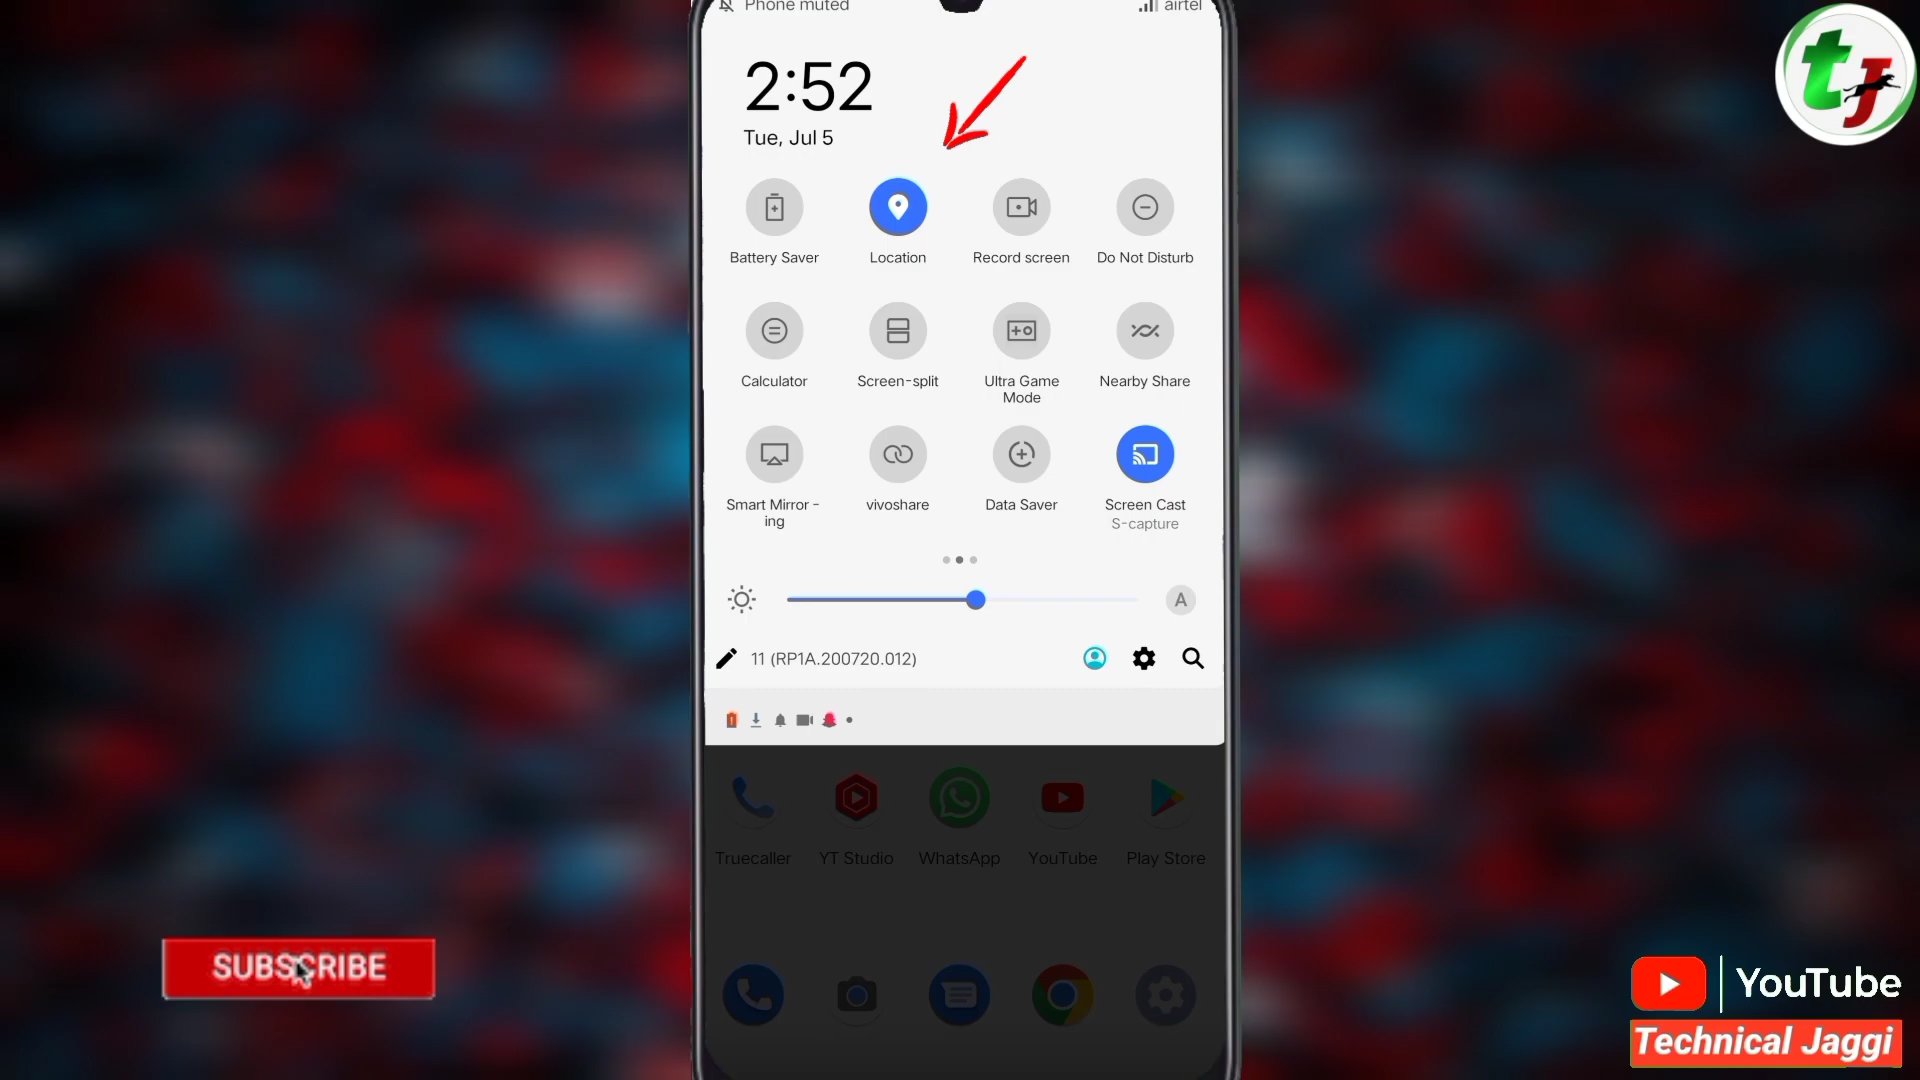 Phone muted
airtel
2:52
Tue, Jul 5
Battery Saver
Location
Record screen
Do Not Disturb
Calculator
Screen-split
Ultra Game
Mode
Nearby Share
Smart Mirror -
ing
vivoshare
Data Saver
Screen Cast
S-capture
A
11 (RP1A.200720.012)
Truecaller
YT Studio
WhatsApp
YouTube
Play Store
SUBSCRIBE
YouTube
Technical Jaggi
tJ